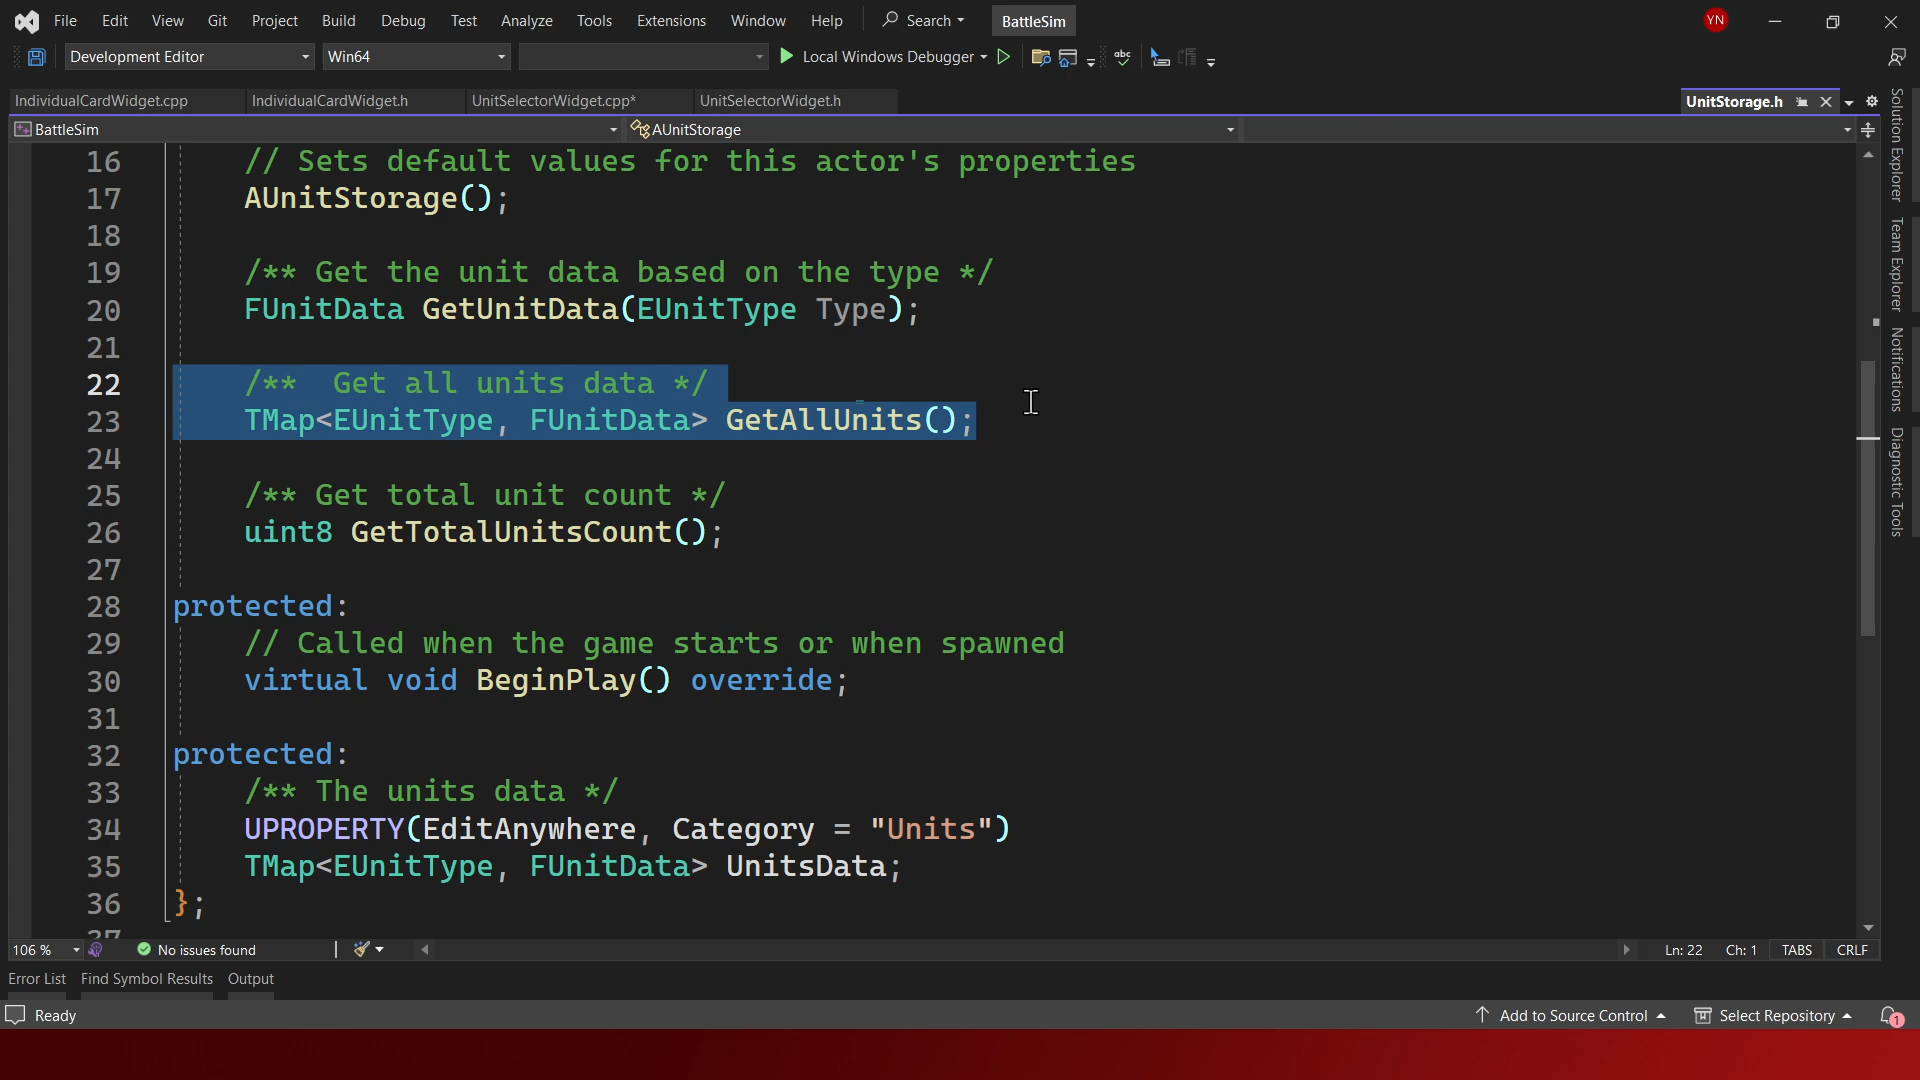 File Edit View Git Project Build Debug Test Analyze Tools Extensions Window Help Search BattleSim YN
Development Editor Win64 Local Windows Debugger
IndividualCardWidget.cpp IndividualCardWidget.h UnitSelectorWidget.cpp* UnitSelectorWidget.h UnitStorage.h
BattleSim AUnitStorage
16 // Sets default values for this actor's properties
17 AUnitStorage();
18
19 /** Get the unit data based on the type */
20 FUnitData GetUnitData(EUnitType Type);
21
22 /**  Get all units data */
23 TMap<EUnitType, FUnitData> GetAllUnits();
24
25 /** Get total unit count */
26 uint8 GetTotalUnitsCount();
27
28 protected:
29 // Called when the game starts or when spawned
30 virtual void BeginPlay() override;
31
32 protected:
33 /** The units data */
34 UPROPERTY(EditAnywhere, Category = "Units")
35 TMap<EUnitType, FUnitData> UnitsData;
36 };
37
106 % No issues found Ln: 22 Ch: 1 TABS CRLF
Error List Find Symbol Results Output
Ready Add to Source Control Select Repository 1
Solution Explorer
Team Explorer
Notifications
Diagnostic Tools